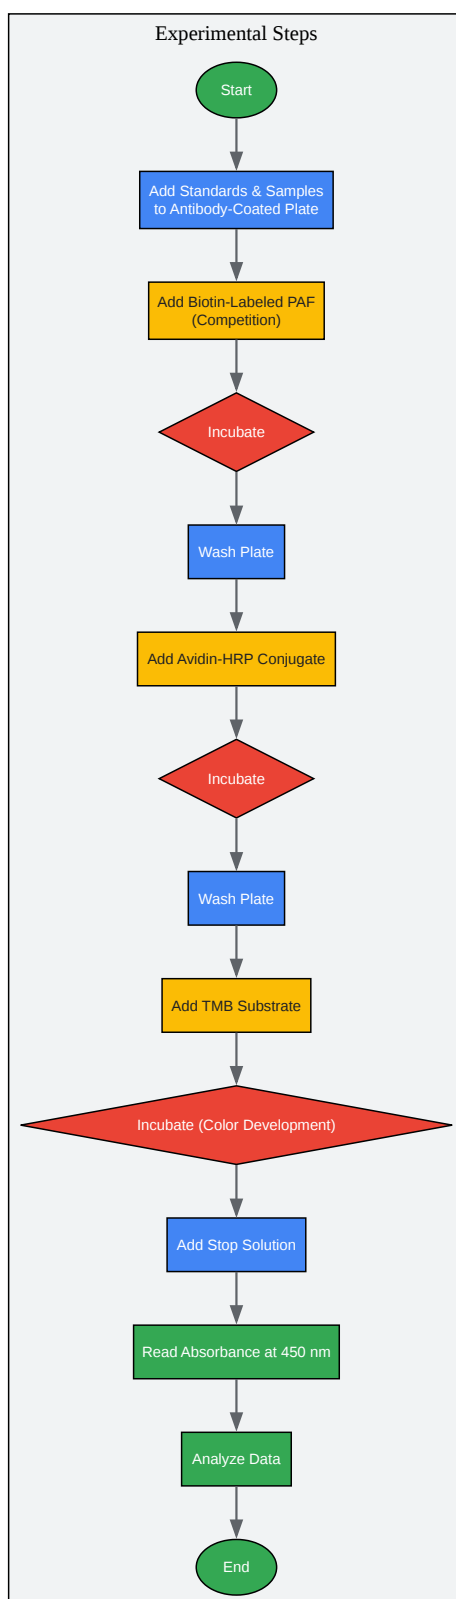 Experimental Steps
Start
Add Standards & Samples
to Antibody-Coated Plate
Add Biotin-Labeled PAF
(Competition)
Incubate
Wash Plate
Add Avidin-HRP Conjugate
Incubate
Wash Plate
Add TMB Substrate
Incubate (Color Development)
Add Stop Solution
Read Absorbance at 450 nm
Analyze Data
End